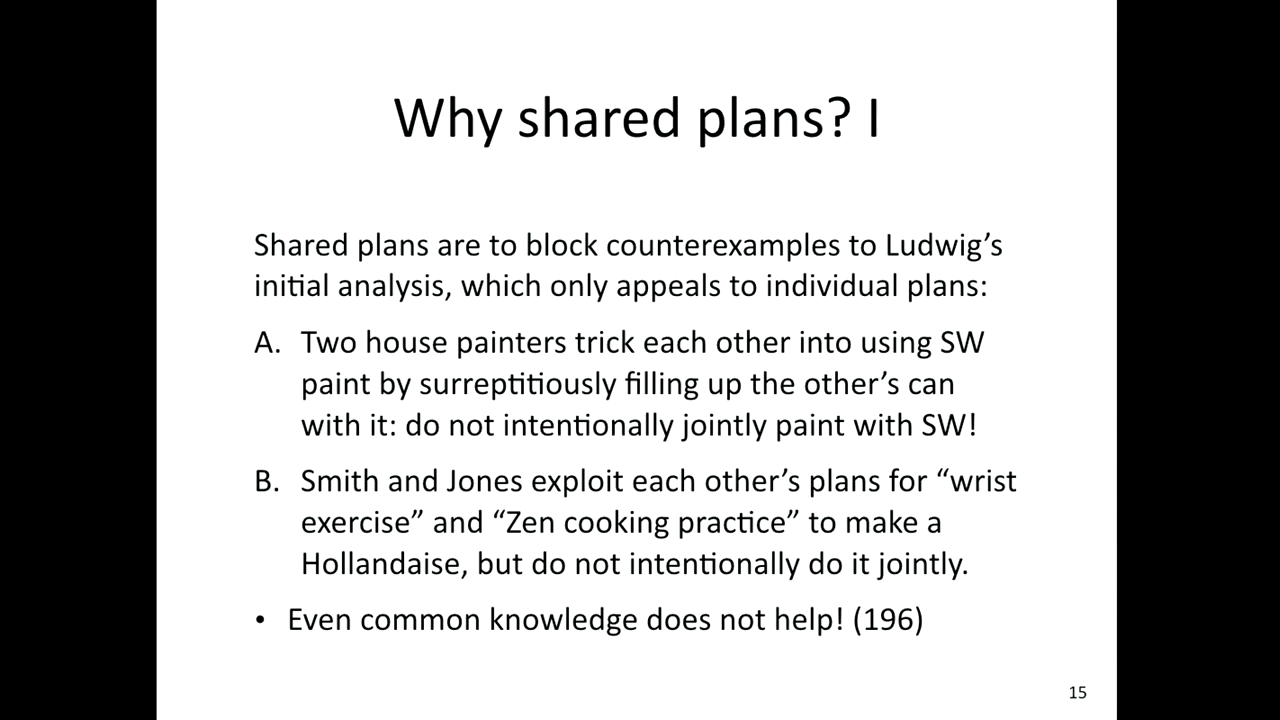 Why shared plans? I
Shared plans are to block counterexamples to Ludwig’s
initial analysis, which only appeals to individual plans:
A. Two house painters trick each other into using SW
paint by surreptitiously filling up the other’s can
with it: do not intentionally jointly paint with SW!
B. Smith and Jones exploit each other’s plans for “wrist
exercise” and “Zen cooking practice” to make a
Hollandaise, but do not intentionally do it jointly.
• Even common knowledge does not help! (196)
15